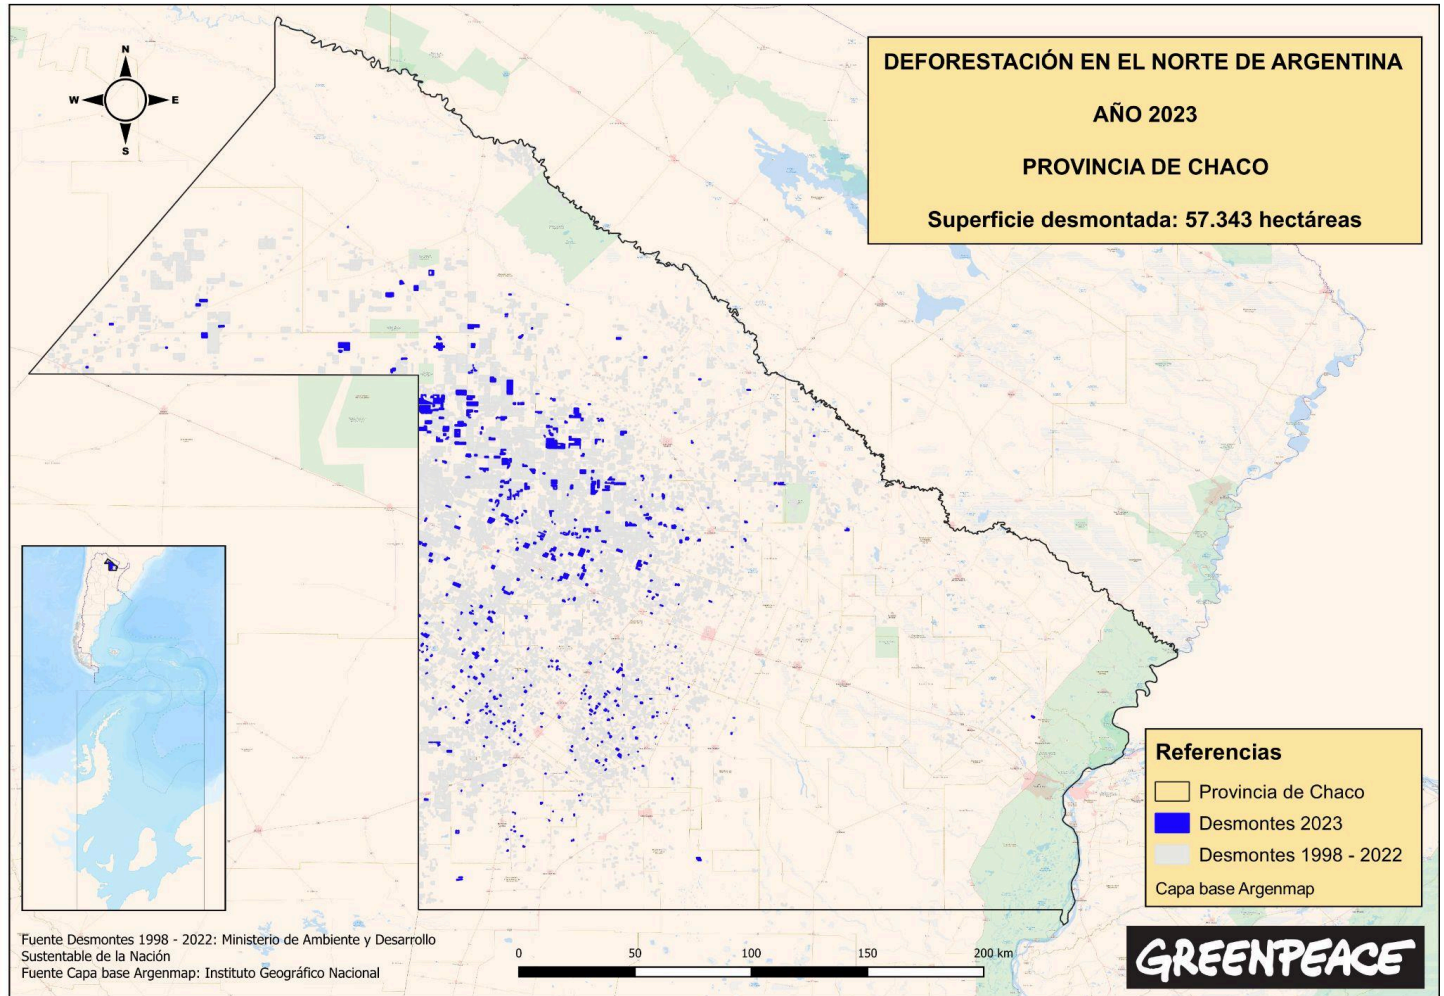 DEFORESTACIÓN EN EL NORTE DE ARGENTINA
AÑO 2023
PROVINCIA DE CHACO
Superficie desmontada: 57.343 hectáreas
N
W
E
S
Referencias
Provincia de Chaco
Desmontes 2023
Desmontes 1998 - 2022
Capa base Argenmap
Fuente Desmontes 1998 - 2022: Ministerio de Ambiente y Desarrollo
Sustentable de la Nación
Fuente Capa base Argenmap: Instituto Geográfico Nacional
0 50 100 150 200 km
GREENPEACE